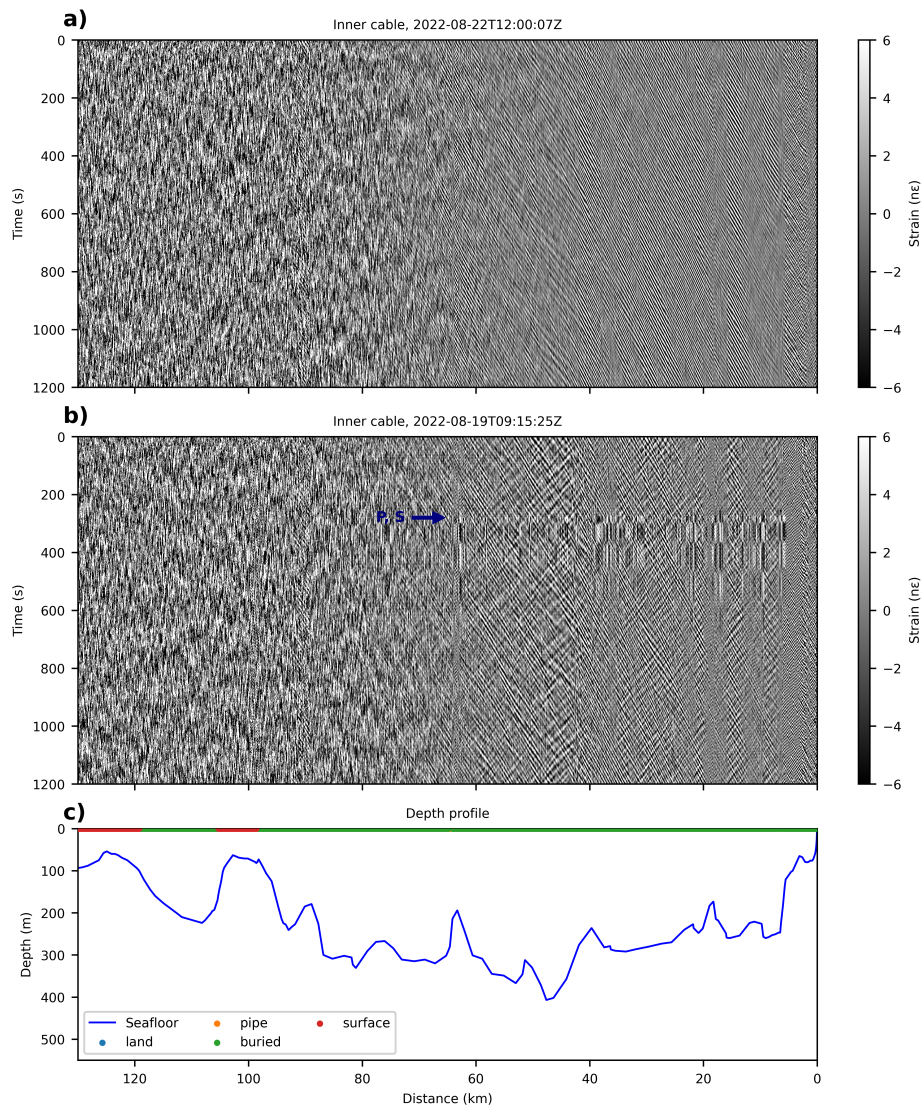 a)
Inner cable, 2022-08-22T12:00:07Z
0
200
400
600
800
1000
1200
Time (s)
6
4
2
0
−2
−4
−6
Strain (nε)
b)
Inner cable, 2022-08-19T09:15:25Z
P, S
0
200
400
600
800
1000
1200
Time (s)
6
4
2
0
−2
−4
−6
Strain (nε)
c)
Depth profile
0
100
200
300
400
500
Depth (m)
Seafloor
land
pipe
buried
surface
120
100
80
60
40
20
0
Distance (km)